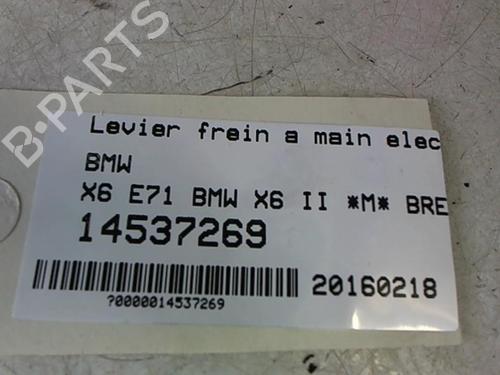 B-PARTS
Levier frein a main elec
BMW
X6 E71 BMW X6 II *M* BRE
14537269
20160218
?0000014537269